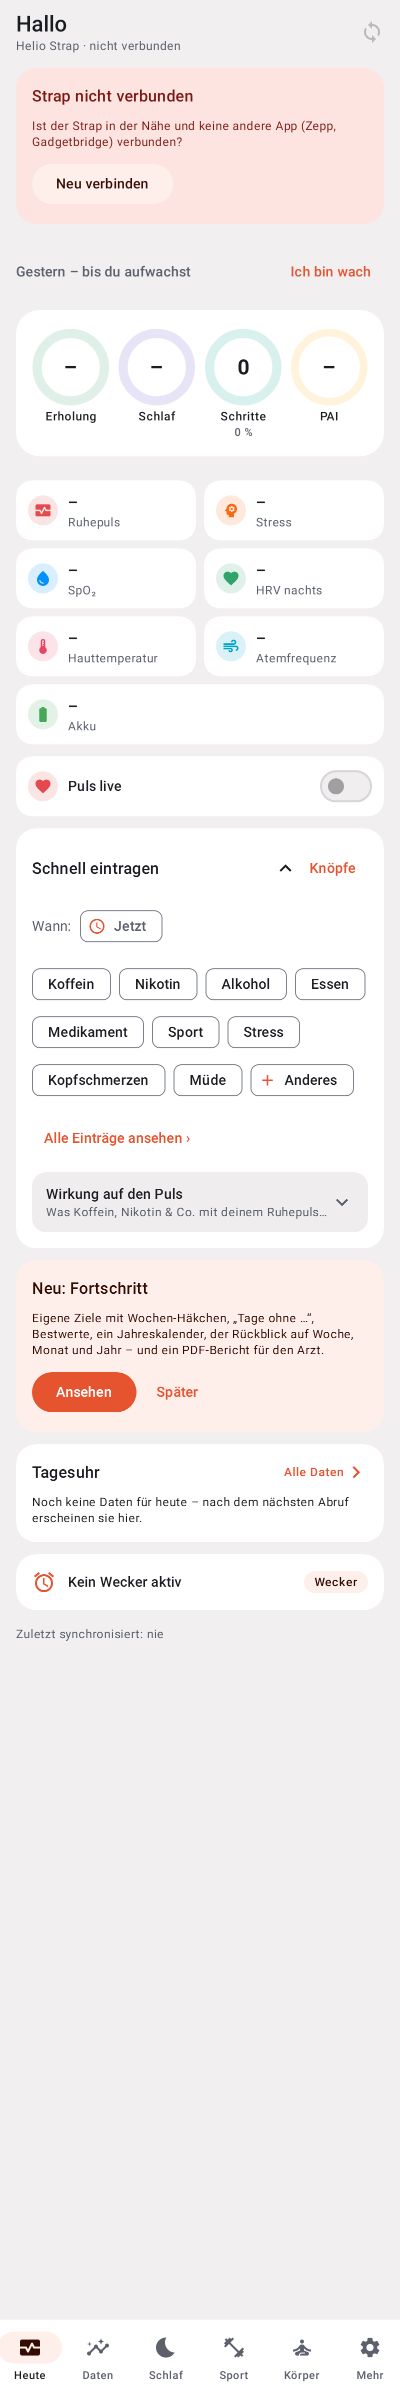 Hallo
Helio Strap · nicht verbunden
Strap nicht verbunden
Ist der Strap in der Nähe und keine andere App (Zepp,
Gadgetbridge) verbunden?
Neu verbinden
Gestern – bis du aufwachst
Ich bin wach
–
–
0
–
Erholung
Schlaf
Schritte
PAI
0 %
–
Ruhepuls
–
Stress
–
SpO₂
–
HRV nachts
–
Hauttemperatur
–
Atemfrequenz
–
Akku
Puls live
Schnell eintragen
Knöpfe
Wann:
Jetzt
Koffein
Nikotin
Alkohol
Essen
Medikament
Sport
Stress
Kopfschmerzen
Müde
+ Anderes
Alle Einträge ansehen ›
Wirkung auf den Puls
Was Koffein, Nikotin & Co. mit deinem Ruhepuls…
Neu: Fortschritt
Eigene Ziele mit Wochen-Häkchen, „Tage ohne …“,
Bestwerte, ein Jahreskalender, der Rückblick auf Woche,
Monat und Jahr – und ein PDF-Bericht für den Arzt.
Ansehen
Später
Tagesuhr
Alle Daten
Noch keine Daten für heute – nach dem nächsten Abruf
erscheinen sie hier.
Kein Wecker aktiv
Wecker
Zuletzt synchronisiert: nie
Heute
Daten
Schlaf
Sport
Körper
Mehr